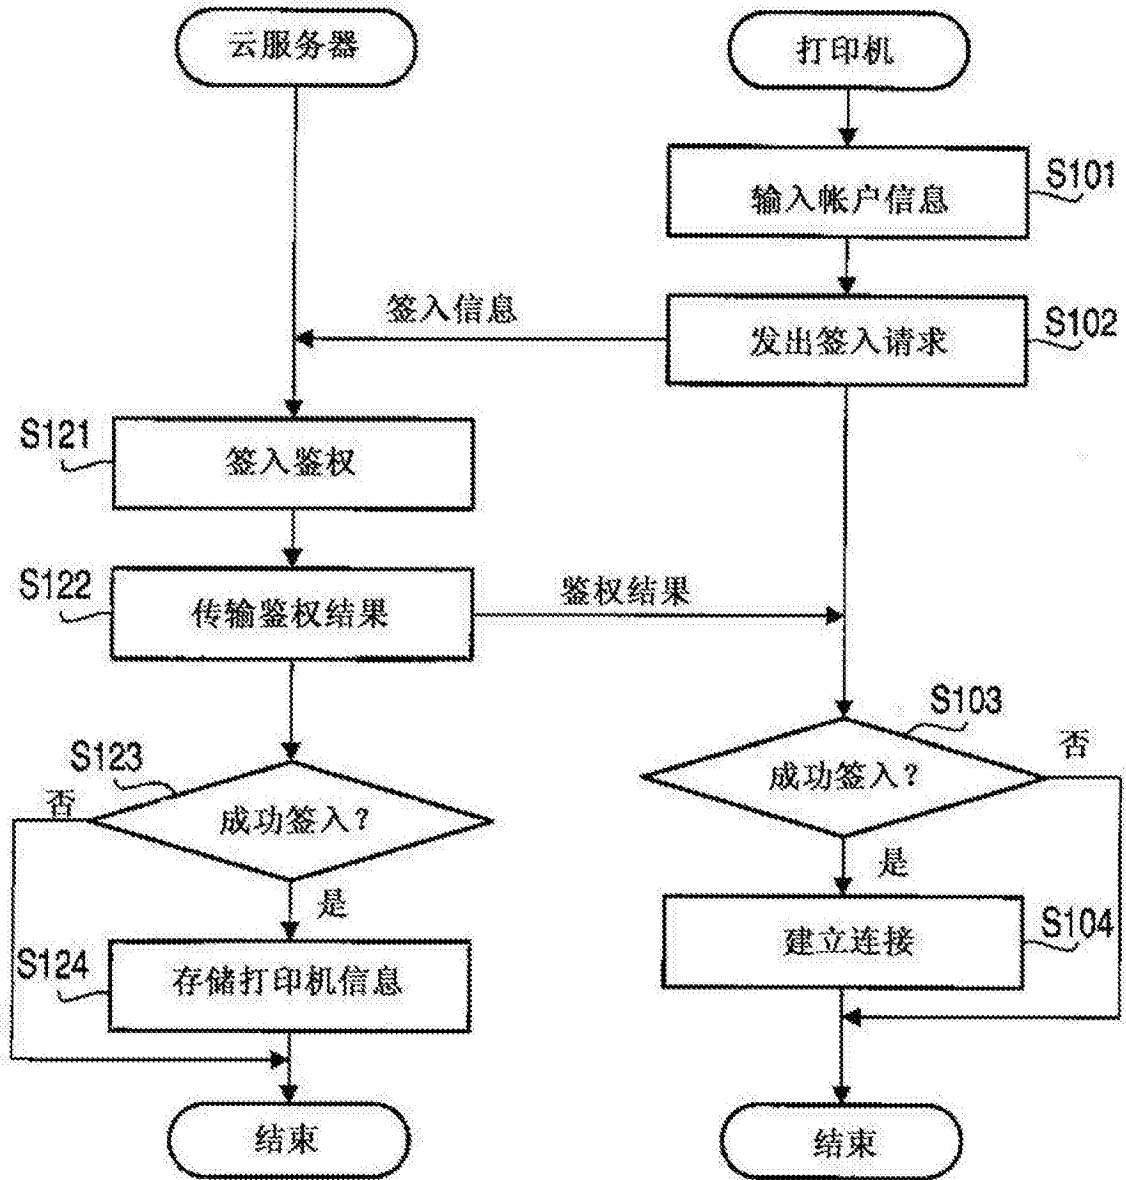 云服务器
打印机
S101
输入帐户信息
S102
发出签入请求
签入信息
S121
签入鉴权
S122
传输鉴权结果
鉴权结果
S103
成功签入?
否
S123
成功签入?
否
是
是
S104
建立连接
S124
存储打印机信息
结束
结束